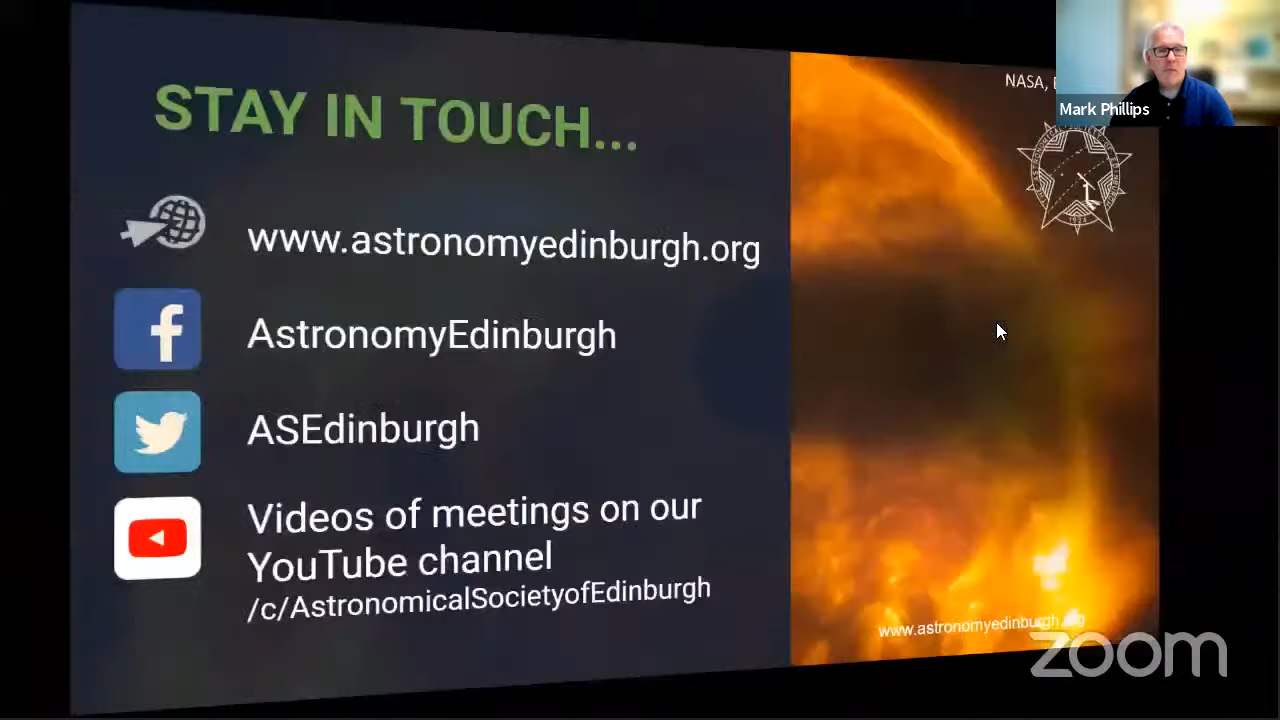 STAY IN TOUCH...
www.astronomyedinburgh.org
AstronomyEdinburgh
ASEdinburgh
Videos of meetings on our
YouTube channel
/c/AstronomicalSocietyofEdinburgh
NASA,
Mark Phillips
1924
www.astronomyedinburgh.org
zoom